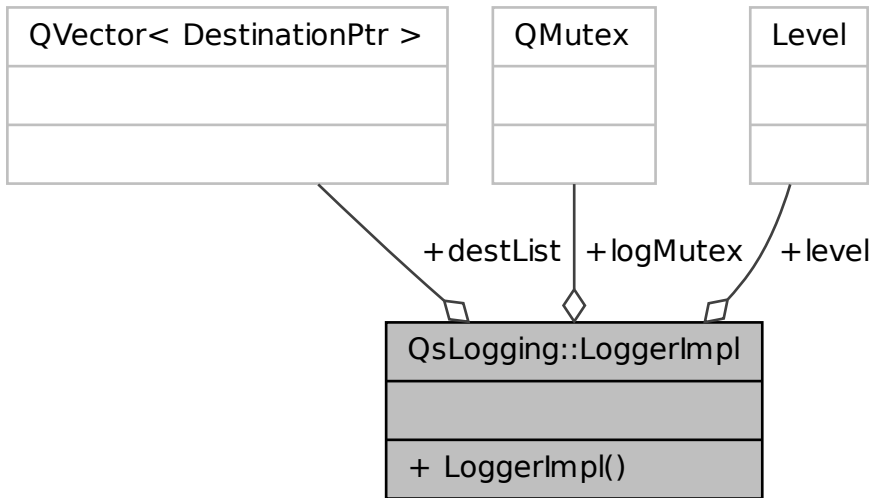 QVector< DestinationPtr >
QMutex
Level
+destList
+logMutex
+level
QsLogging::LoggerImpl
+ LoggerImpl()